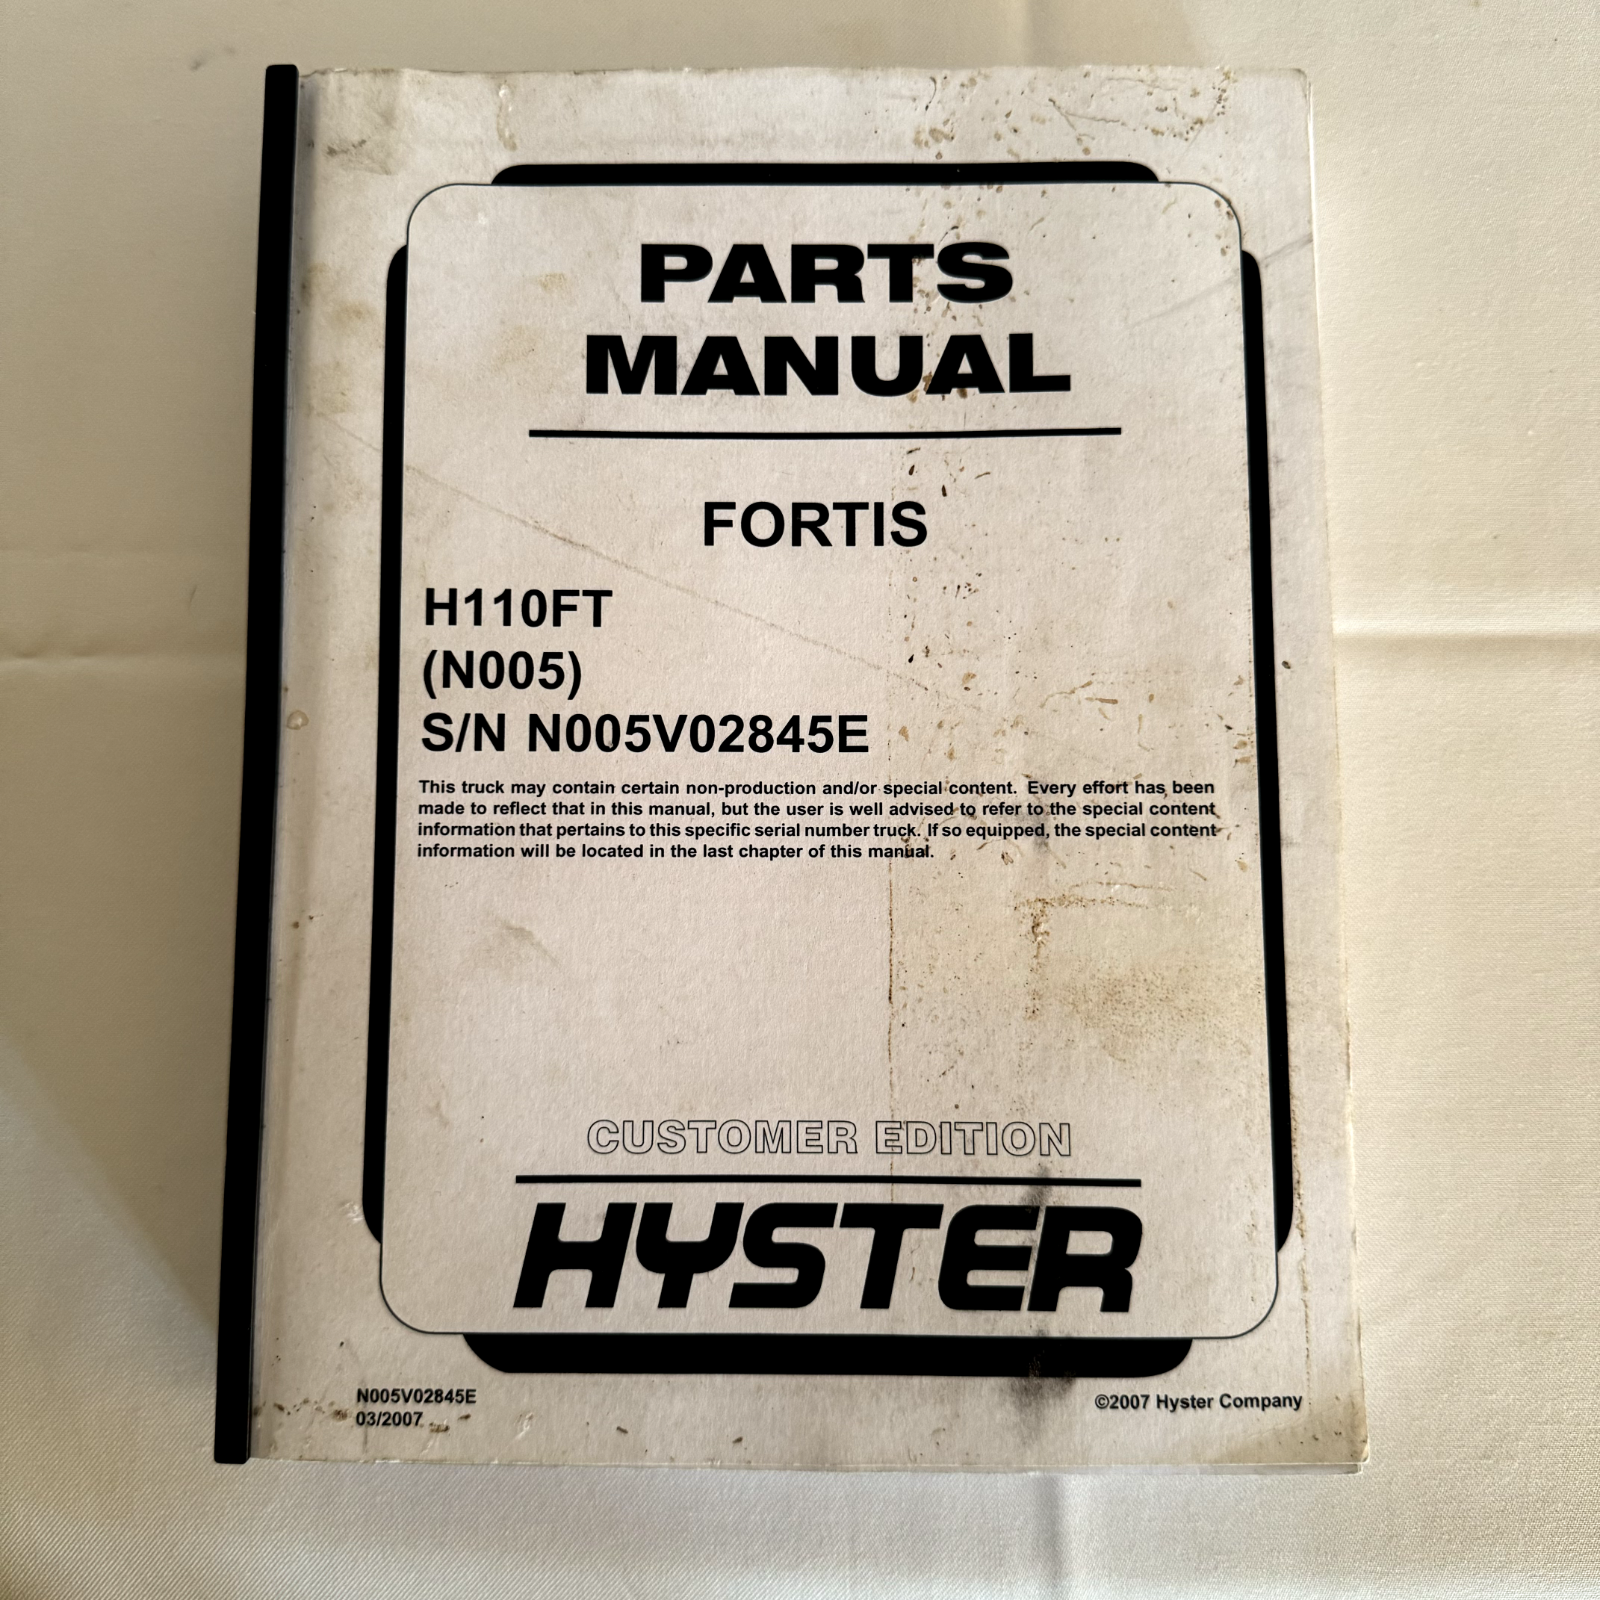 PARTS
MANUAL
FORTIS
H110FT
(N005)
S/N N005V02845E
This truck may contain certain non-production and/or special content. Every effort has been
made to reflect that in this manual, but the user is well advised to refer to the special content
information that pertains to this specific serial number truck. If so equipped, the special content
information will be located in the last chapter of this manual.
CUSTOMER EDITION
HYSTER
N005V02845E
03/2007
©2007 Hyster Company